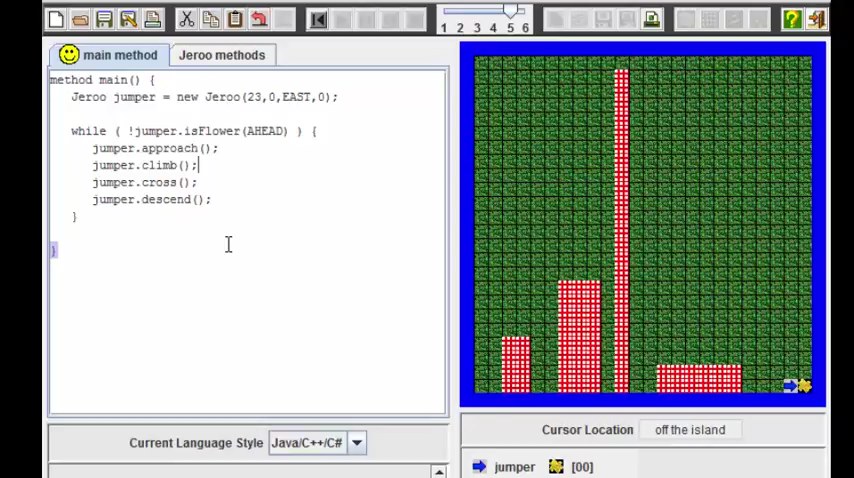 1 2 3 4 5 6
main method
Jeroo methods
method main() {
Jeroo jumper = new Jeroo(23,0,EAST,0);
while ( !jumper.isFlower(AHEAD) ) {
jumper.approach();
jumper.climb();
jumper.cross();
jumper.descend();
}
}
Current Language Style Java/C++/C#
Cursor Location off the island
jumper [00]